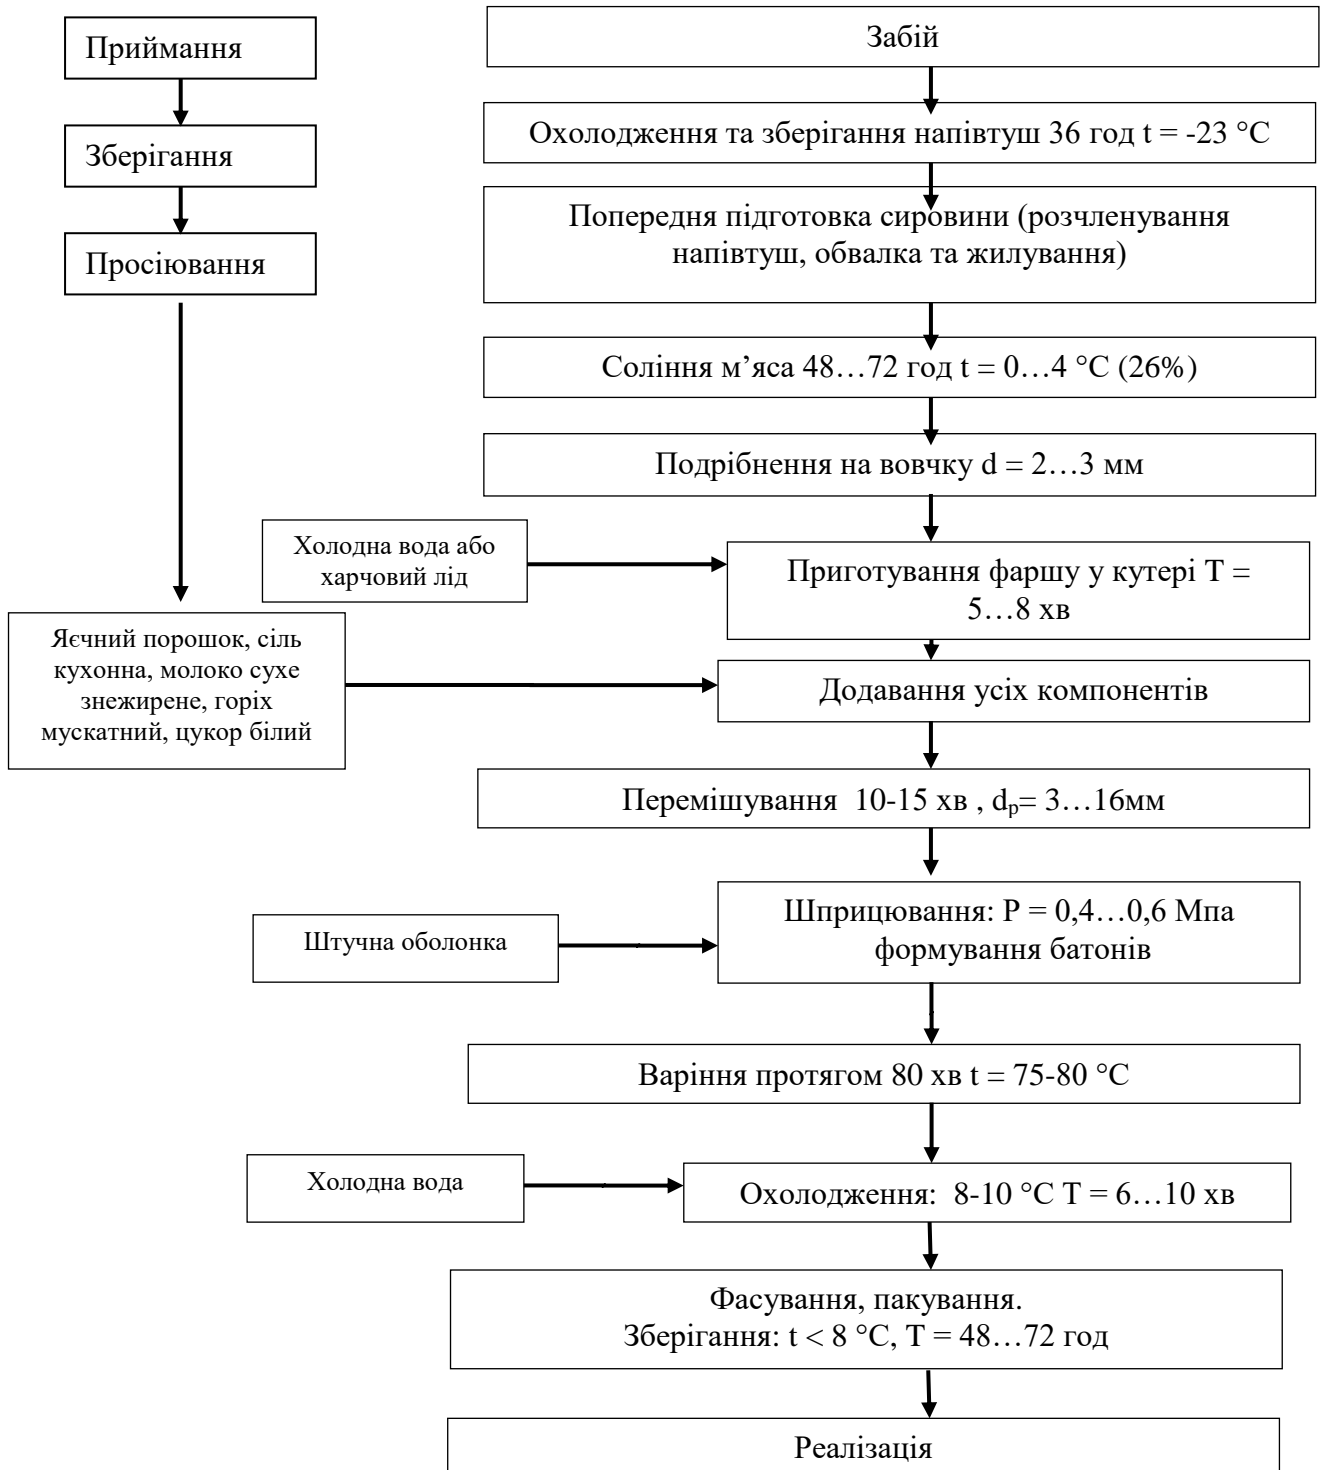 Приймання
Зберігання
Просіювання
Забій
Охолодження та зберігання напівтуш 36 год t = -23 °C
Попередня підготовка сировини (розчленування
напівтуш, обвалка та жилування)
Соління м’яса 48…72 год t = 0…4 °C (26%)
Подрібнення на вовчку d = 2…3 мм
Холодна вода або
харчовий лід
Приготування фаршу у кутері T =
5…8 хв
Яєчний порошок, сіль
кухонна, молоко сухе
знежирене, горіх
мускатний, цукор білий
Додавання усіх компонентів
Перемішування 10-15 хв , dр= 3…16мм
Штучна оболонка
Шприцювання: P = 0,4…0,6 Мпа
формування батонів
Варіння протягом 80 хв t = 75-80 °C
Холодна вода
Охолодження: 8-10 °C T = 6…10 хв
Фасування, пакування.
Зберігання: t < 8 °C, T = 48…72 год
Реалізація